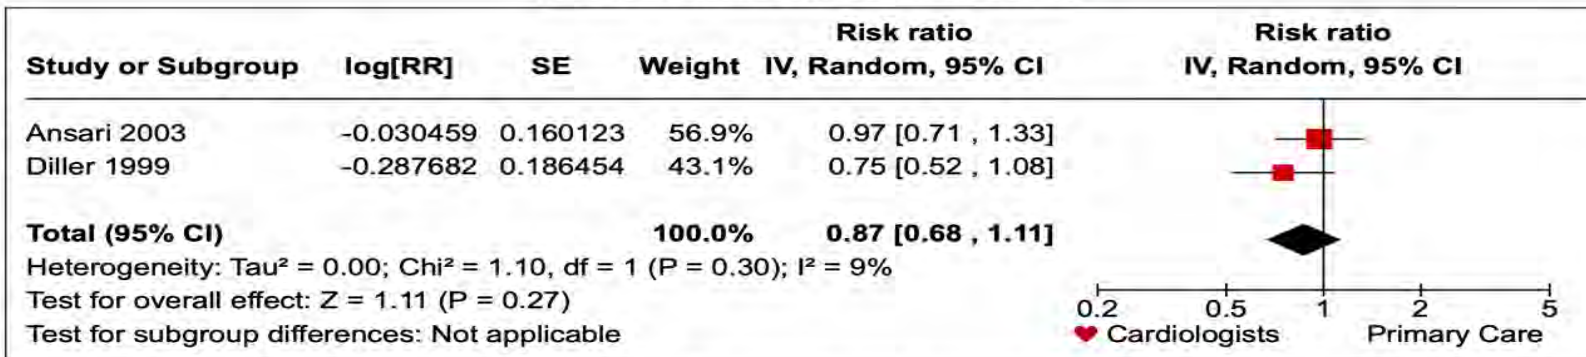 Risk ratio Risk ratio
Study or Subgroup log[RR] SE Weight IV, Random, 95% CI IV, Random, 95% CI
Ansari 2003 -0.030459 0.160123 56.9% 0.97 [0.71 , 1.33]
Diller 1999 -0.287682 0.186454 43.1% 0.75 [0.52 , 1.08]
Total (95% CI) 100.0% 0.87 [0.68 , 1.11]
Heterogeneity: Tau² = 0.00; Chi² = 1.10, df = 1 (P = 0.30); I² = 9%
Test for overall effect: Z = 1.11 (P = 0.27)
0.2 0.5 1 2 5
Test for subgroup differences: Not applicable
Cardiologists Primary Care